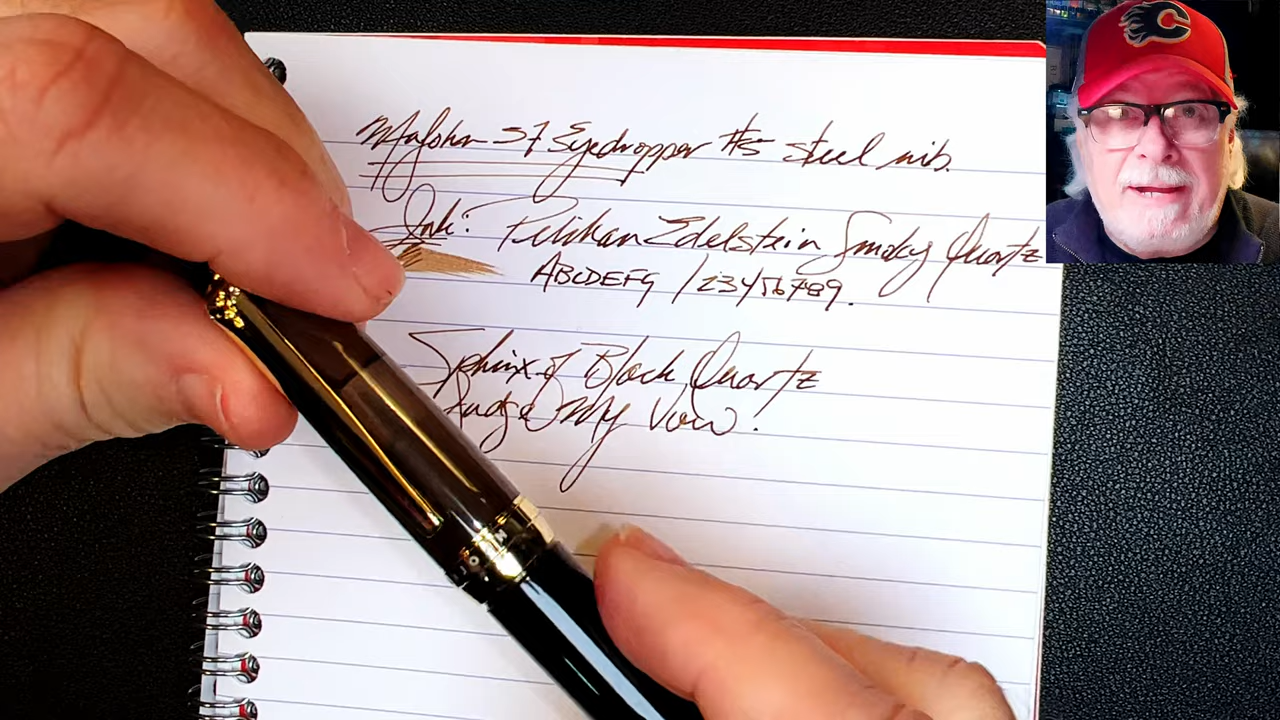 Majohn S7 Eyedropper #5 steel nib.
Ink: Pelikan Edelstein Smoky Quartz
ABCDEFG 123456789.
Sphinx of Black Quartz
Judge My Vow.